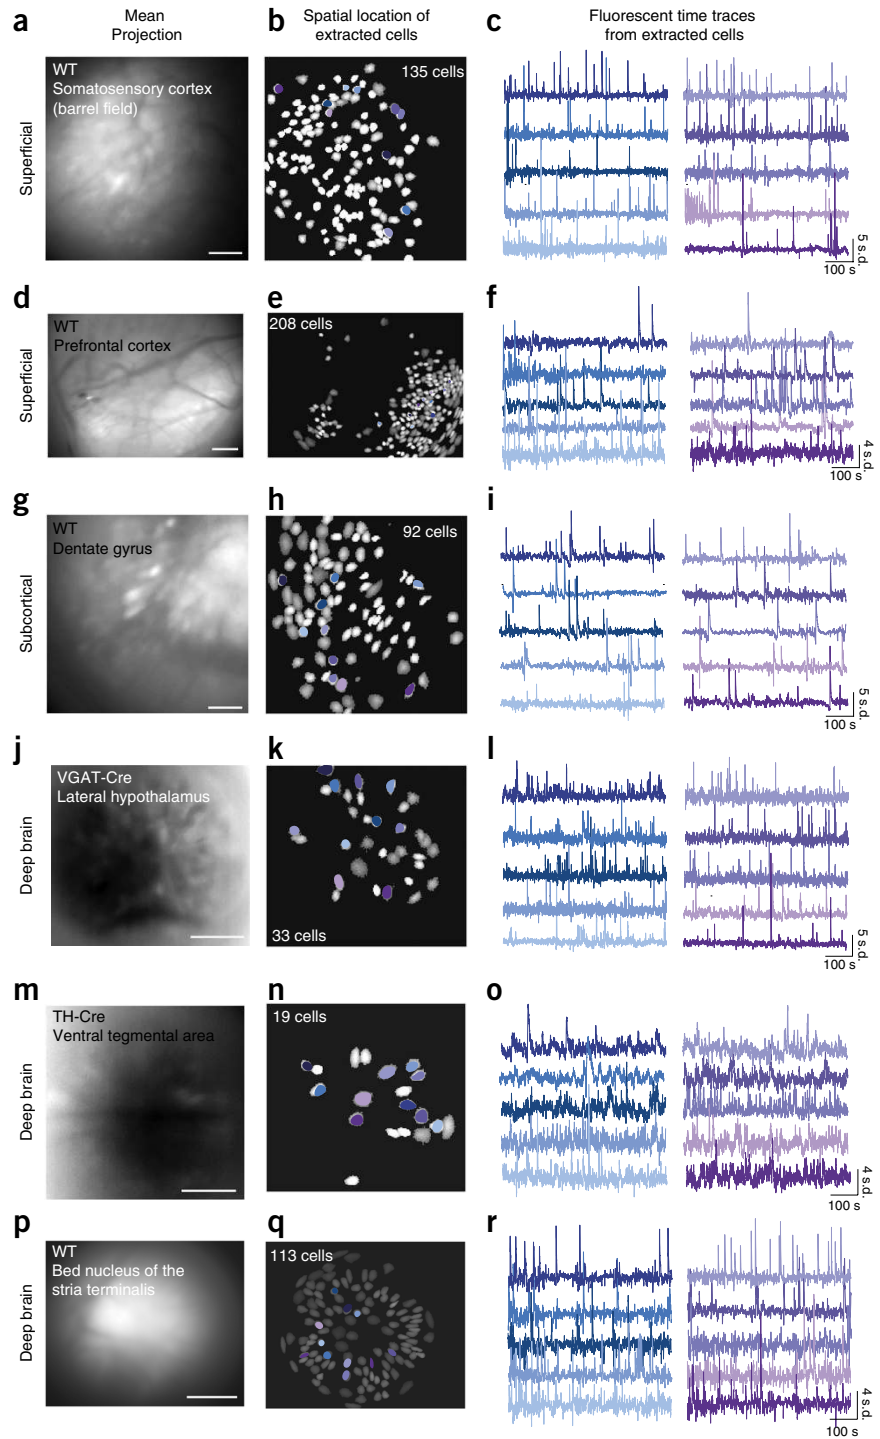 Mean
Projection
Spatial location of
extracted cells
Fluorescent time traces
from extracted cells
a
b
c
Superficial
WT
Somatosensory cortex
(barrel field)
135 cells
5 s.d.
100 s
d
e
f
Superficial
WT
Prefrontal cortex
208 cells
4 s.d.
100 s
g
h
i
Subcortical
WT
Dentate gyrus
92 cells
5 s.d.
100 s
j
k
l
Deep brain
VGAT-Cre
Lateral hypothalamus
33 cells
5 s.d.
100 s
m
n
o
Deep brain
TH-Cre
Ventral tegmental area
19 cells
4 s.d.
100 s
p
q
r
Deep brain
WT
Bed nucleus of the
stria terminalis
113 cells
4 s.d.
100 s